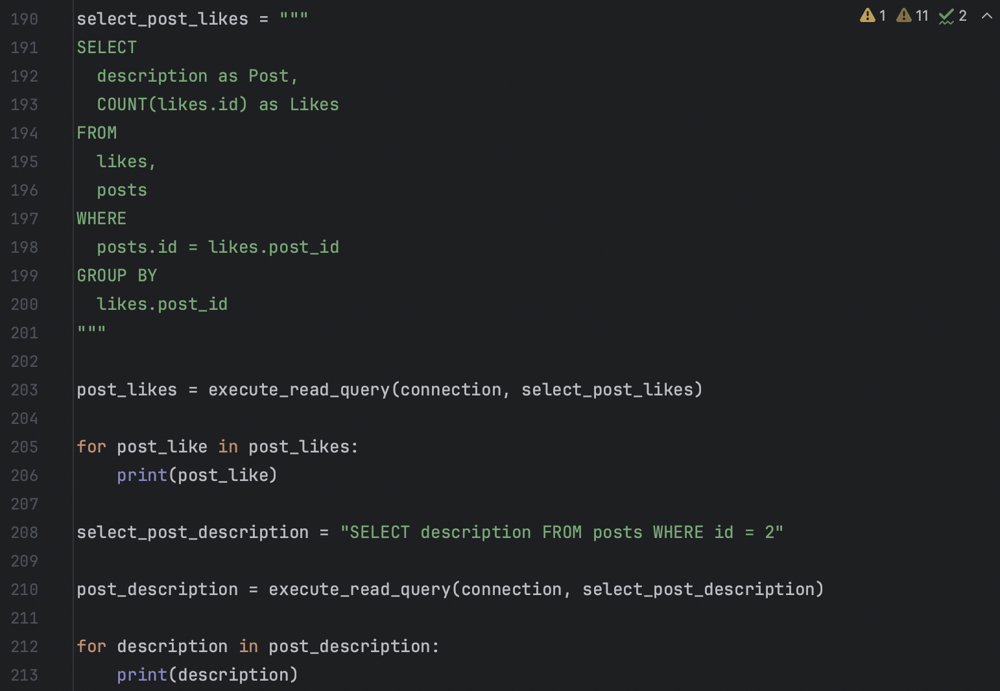 1 11 2
190 select_post_likes = """
191 SELECT
192   description as Post,
193   COUNT(likes.id) as Likes
194 FROM
195   likes,
196   posts
197 WHERE
198   posts.id = likes.post_id
199 GROUP BY
200   likes.post_id
201 """
202
203 post_likes = execute_read_query(connection, select_post_likes)
204
205 for post_like in post_likes:
206     print(post_like)
207
208 select_post_description = "SELECT description FROM posts WHERE id = 2"
209
210 post_description = execute_read_query(connection, select_post_description)
211
212 for description in post_description:
213     print(description)